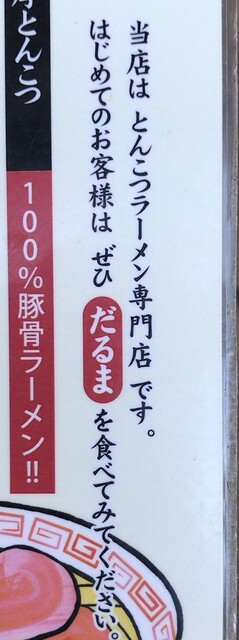 当店は とんこつラーメン専門店 です。
はじめてのお客様は ぜひ だるま を食べてみてください。
とんこつ
100%豚骨ラーメン!!